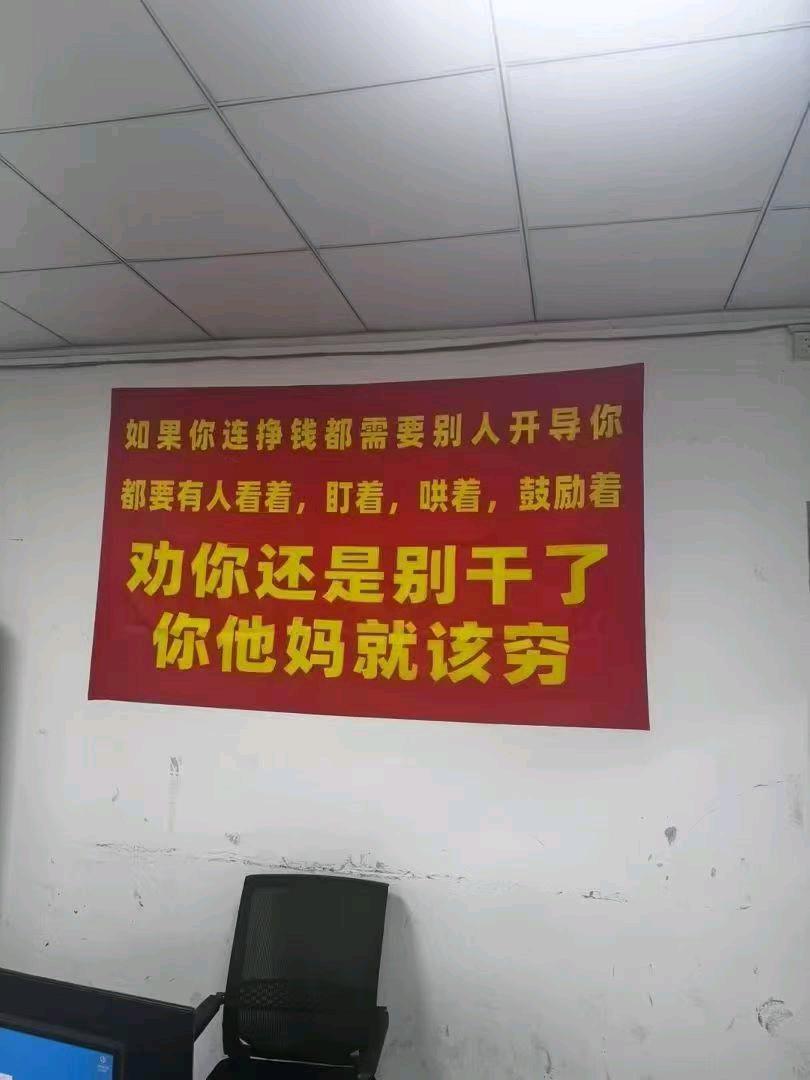 如果你连挣钱都需要别人开导你
都要有人看着，盯着，哄着，鼓励着
劝你还是别干了
你他妈就该穷